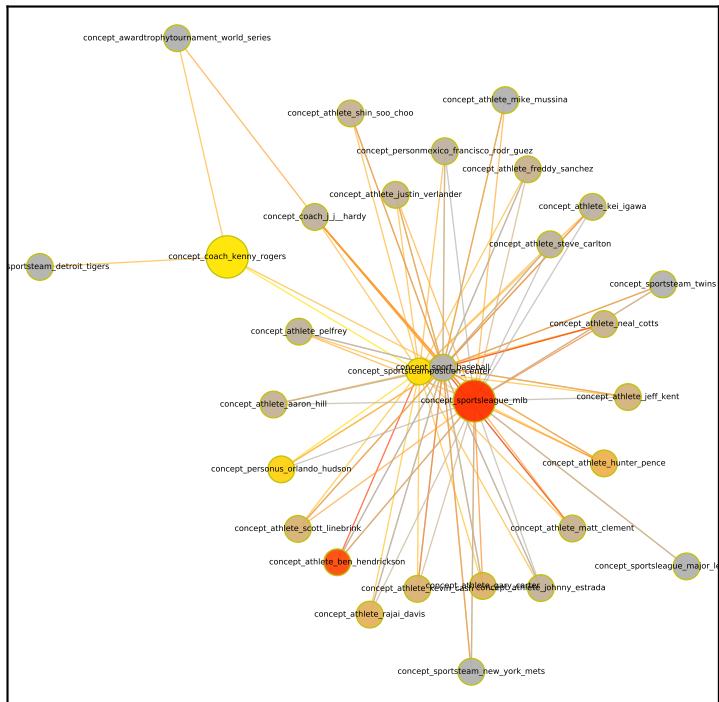 concept_awardtrophytournament_world_series
concept_athlete_mike_mussina
concept_athlete_shin_soo_choo
concept_personmexico_francisco_rodr_guez
concept_athlete_freddy_sanchez
concept_athlete_justin_verlander
concept_athlete_kei_igawa
concept_coach_j_j__hardy
concept_athlete_steve_carlton
concept_coach_kenny_rogers
sportsteam_detroit_tigers
concept_sportsteam_twins
concept_athlete_neal_cotts
concept_athlete_pelfrey
concept_sport_baseball
concept_sportsteamposition_center
concept_athlete_jeff_kent
concept_sportsleague_mlb
concept_athlete_aaron_hill
concept_athlete_hunter_pence
concept_personus_orlando_hudson
concept_athlete_scott_linebrink
concept_athlete_matt_clement
concept_athlete_ben_hendrickson
concept_sportsleague_major_le
concept_athlete_kevin_cash
concept_athlete_gary_carter
concept_athlete_johnny_estrada
concept_athlete_rajai_davis
concept_sportsteam_new_york_mets